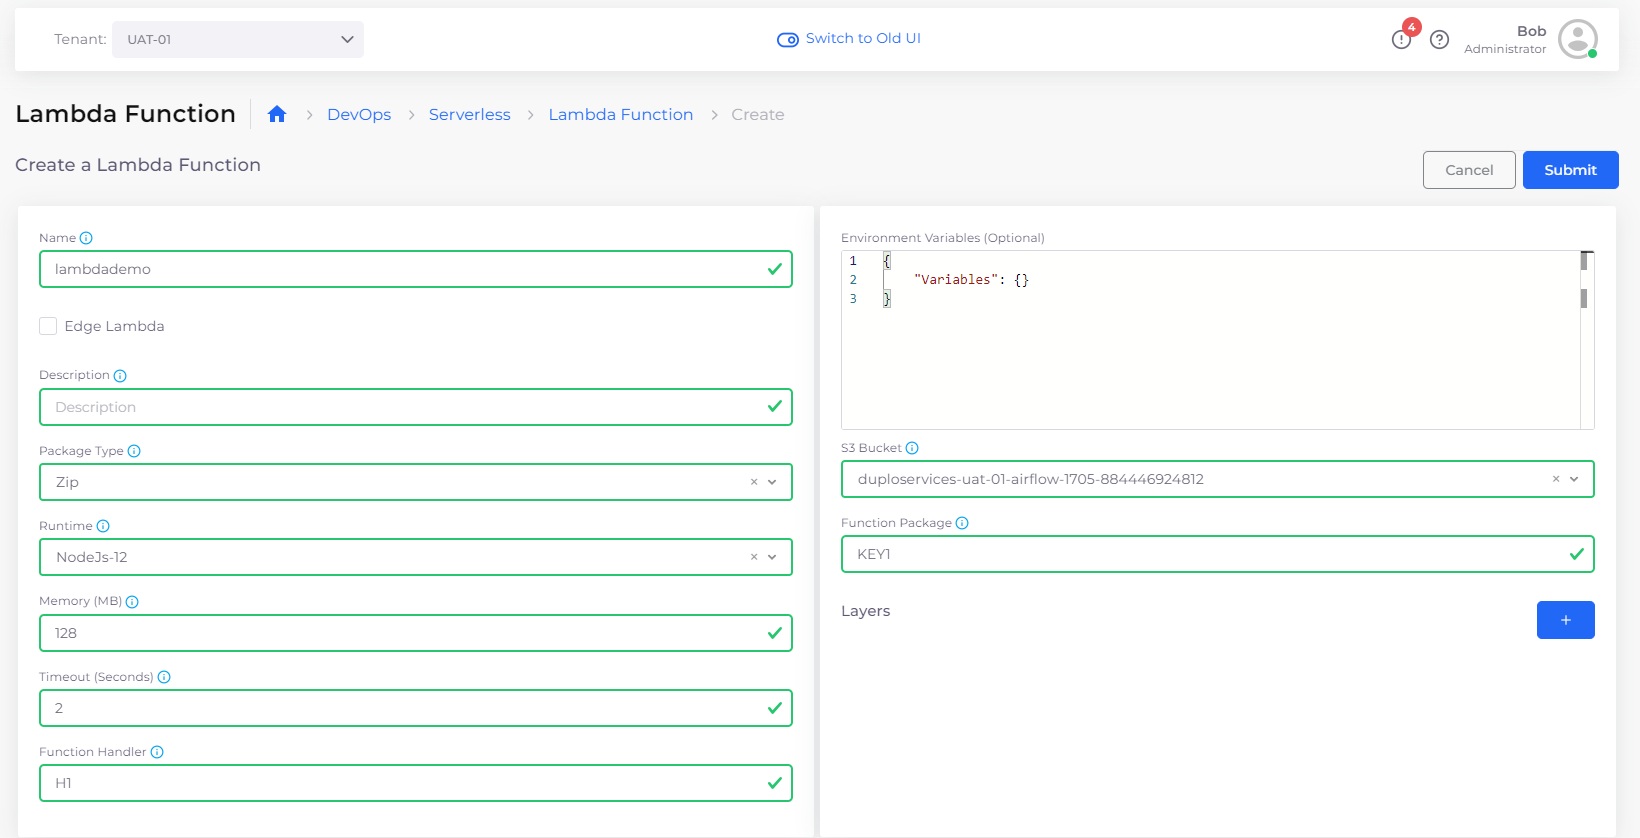 Tenant: UAT-01
Switch to Old UI
4
Bob
Administrator
Lambda Function
DevOps > Serverless > Lambda Function > Create
Create a Lambda Function
Cancel
Submit
Name
lambdademo
Edge Lambda
Description
Description
Package Type
Zip
Runtime
NodeJs-12
Memory (MB)
128
Timeout (Seconds)
2
Function Handler
H1
Environment Variables (Optional)
1 {
2 "Variables": {}
3 }
S3 Bucket
duploservices-uat-01-airflow-1705-884446924812
Function Package
KEY1
Layers
+